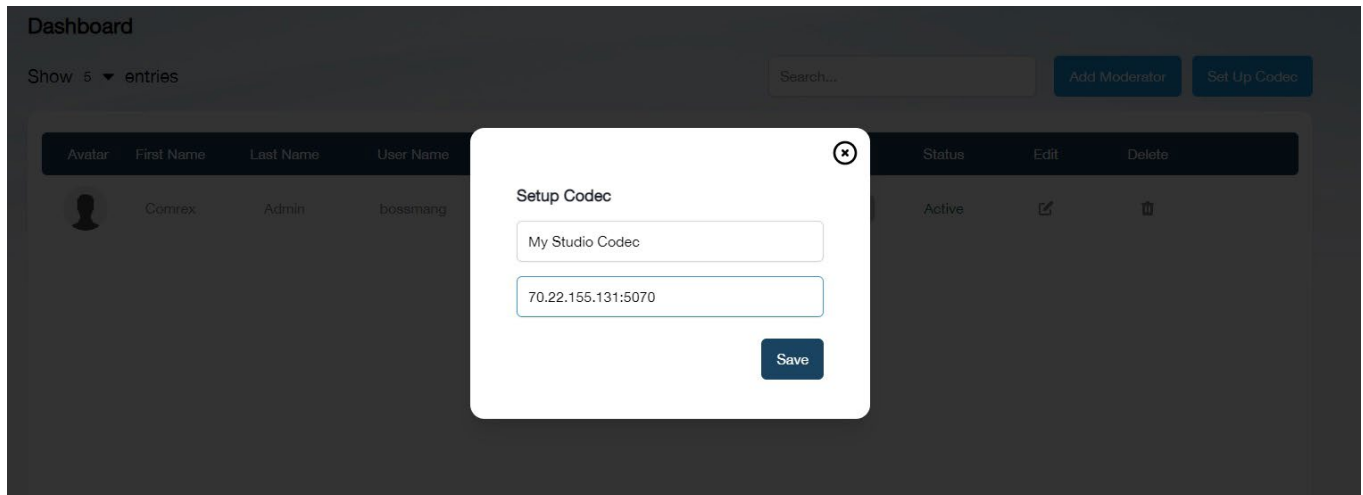 Dashboard
Show 5 entries
Search...
Add Moderator
Set Up Codec
Avatar First Name Last Name User Name Status Edit Delete
Comrex Admin bossmang Active
Setup Codec
My Studio Codec
70.22.155.131:5070
Save